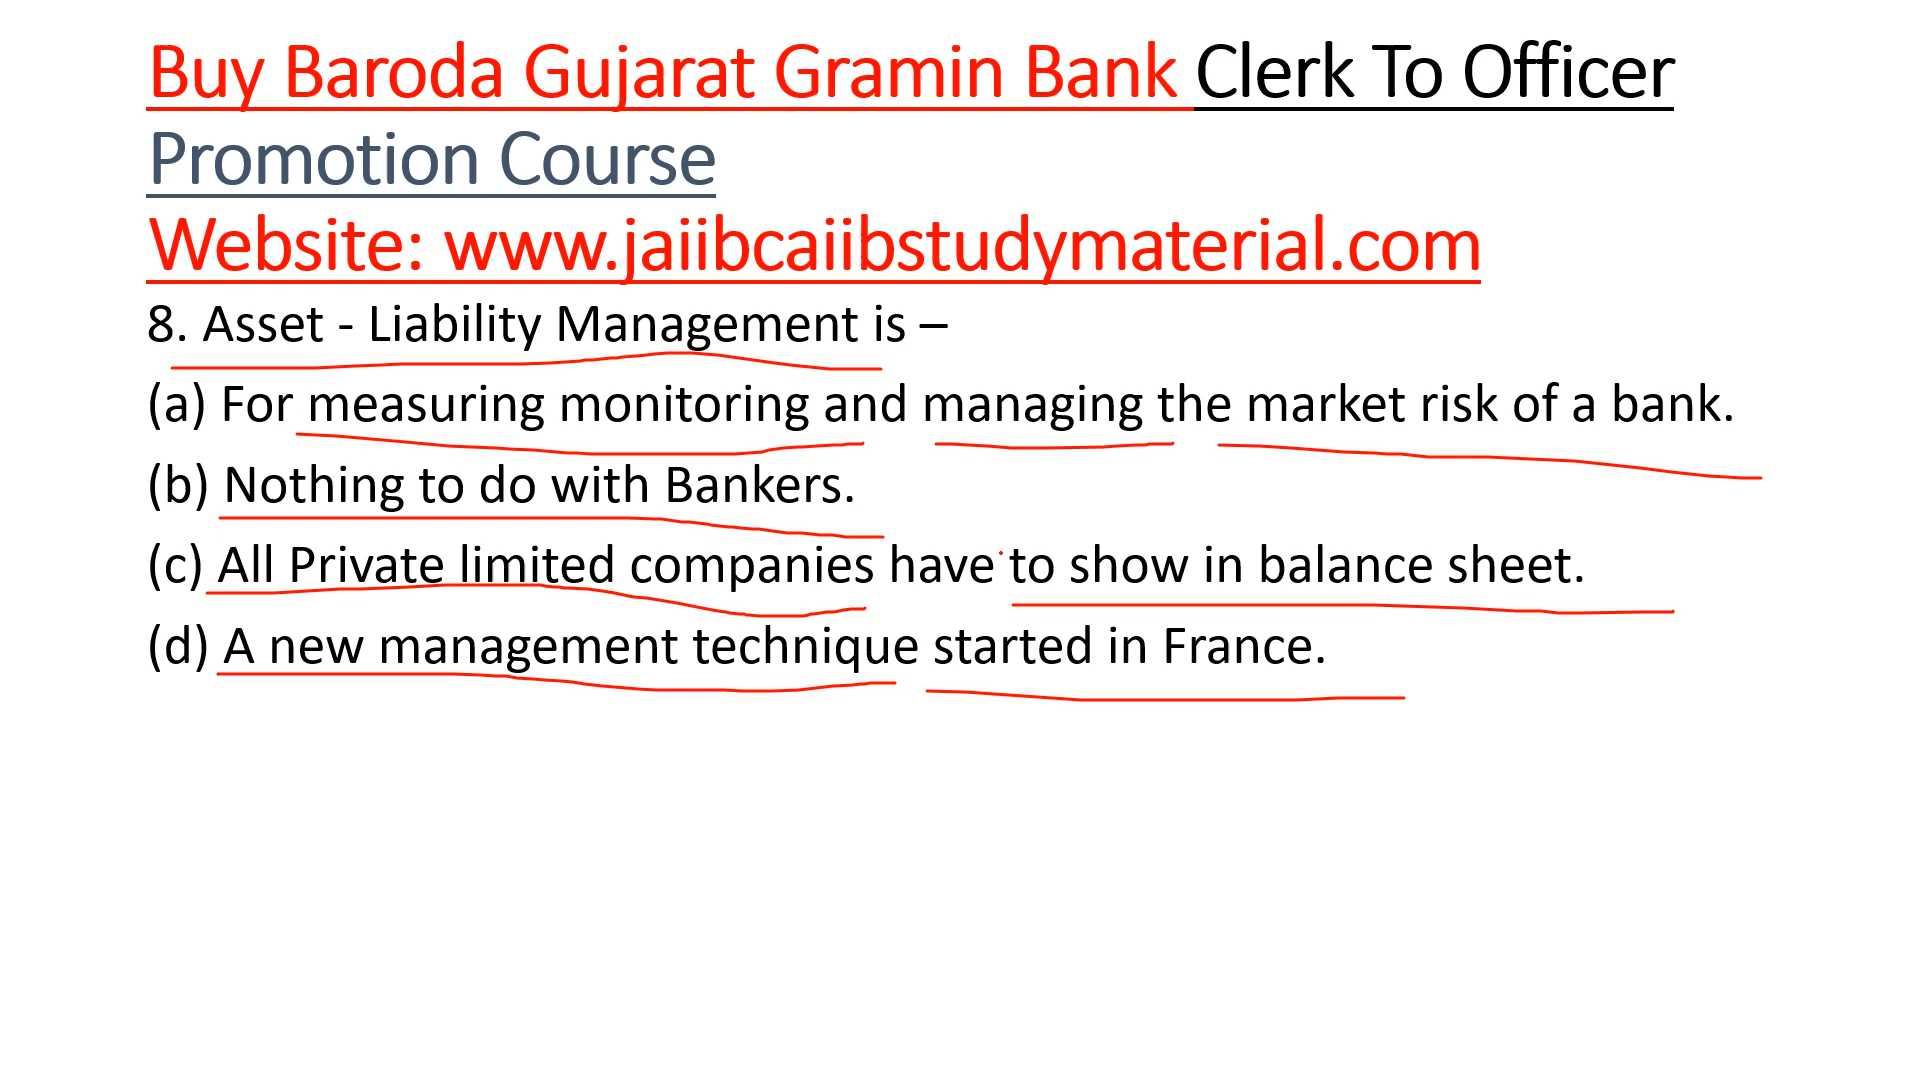 Buy Baroda Gujarat Gramin Bank Clerk To Officer
Promotion Course
Website: www.jaiibcaiibstudymaterial.com
8. Asset - Liability Management is –
(a) For measuring monitoring and managing the market risk of a bank.
(b) Nothing to do with Bankers.
(c) All Private limited companies have to show in balance sheet.
(d) A new management technique started in France.